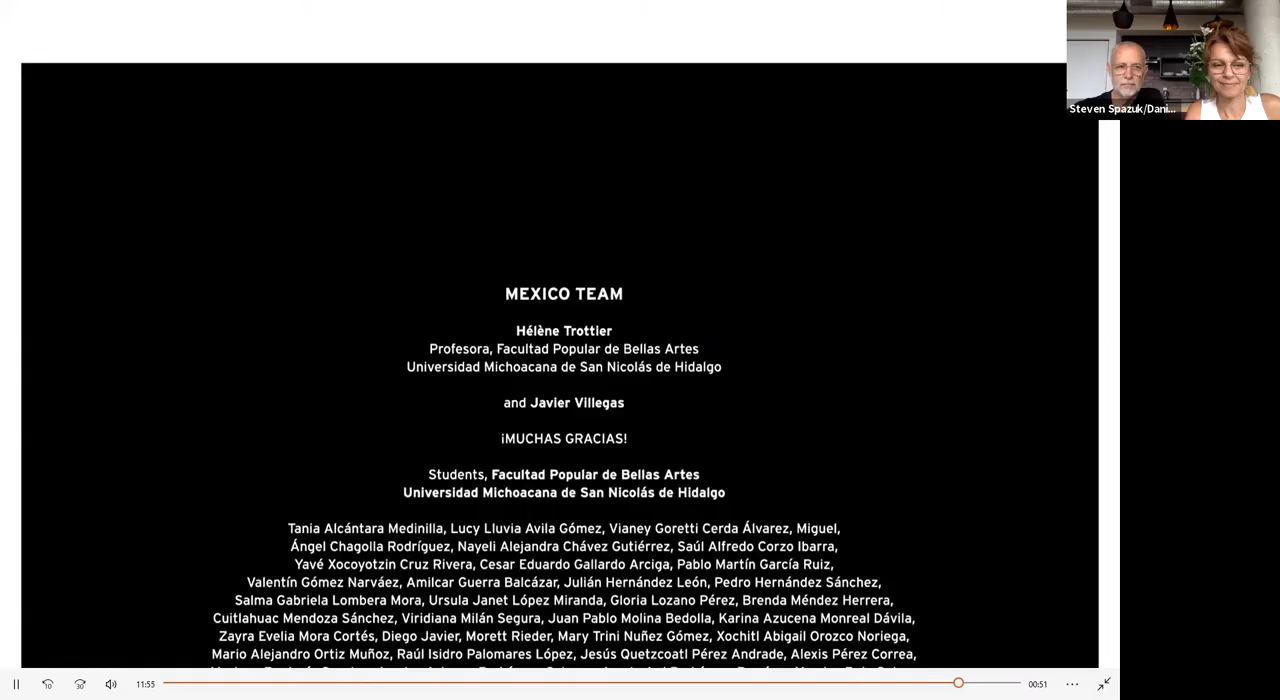 Steven Spazuk/Dani...
MEXICO TEAM
Hélène Trottier
Profesora, Facultad Popular de Bellas Artes
Universidad Michoacana de San Nicolás de Hidalgo
and Javier Villegas
¡MUCHAS GRACIAS!
Students, Facultad Popular de Bellas Artes
Universidad Michoacana de San Nicolás de Hidalgo
Tania Alcántara Medinilla, Lucy Lluvia Avila Gómez, Vianey Goretti Cerda Álvarez, Miguel,
Ángel Chagolla Rodríguez, Nayeli Alejandra Chávez Gutiérrez, Saúl Alfredo Corzo Ibarra,
Yavé Xocoyotzin Cruz Rivera, Cesar Eduardo Gallardo Arciga, Pablo Martín García Ruiz,
Valentín Gómez Narváez, Amilcar Guerra Balcázar, Julián Hernández León, Pedro Hernández Sánchez,
Salma Gabriela Lombera Mora, Ursula Janet López Miranda, Gloria Lozano Pérez, Brenda Méndez Herrera,
Cuitlahuac Mendoza Sánchez, Viridiana Milán Segura, Juan Pablo Molina Bedolla, Karina Azucena Monreal Dávila,
Zayra Evelia Mora Cortés, Diego Javier, Morett Rieder, Mary Trini Nuñez Gómez, Xochitl Abigail Orozco Noriega,
Mario Alejandro Ortiz Muñoz, Raúl Isidro Palomares López, Jesús Quetzcoatl Pérez Andrade, Alexis Pérez Correa,
10 30 11:55 00:51